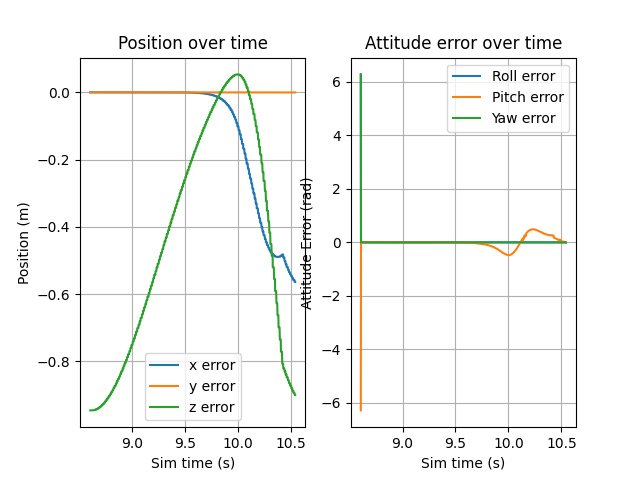 Position over time
Position (m)
0.0
−0.2
−0.4
−0.6
−0.8
x error
y error
z error
9.0 9.5 10.0 10.5
Sim time (s)
Attitude error over time
Attitude Error (rad)
6
4
2
0
−2
−4
−6
Roll error
Pitch error
Yaw error
9.0 9.5 10.0 10.5
Sim time (s)